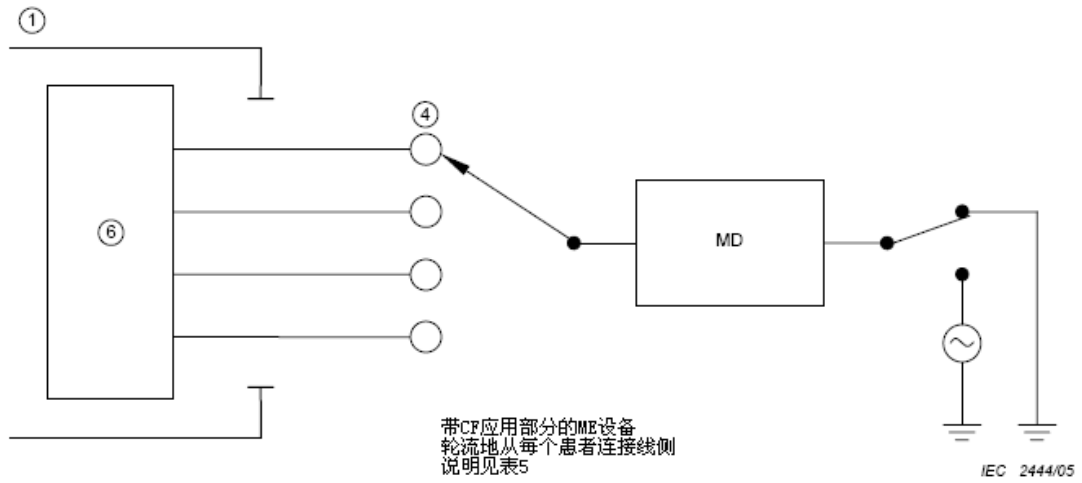 ①
④
⑥
MD
带CF应用部分的ME设备
轮流地从每个患者连接线侧
说明见表5
IEC 2444/05